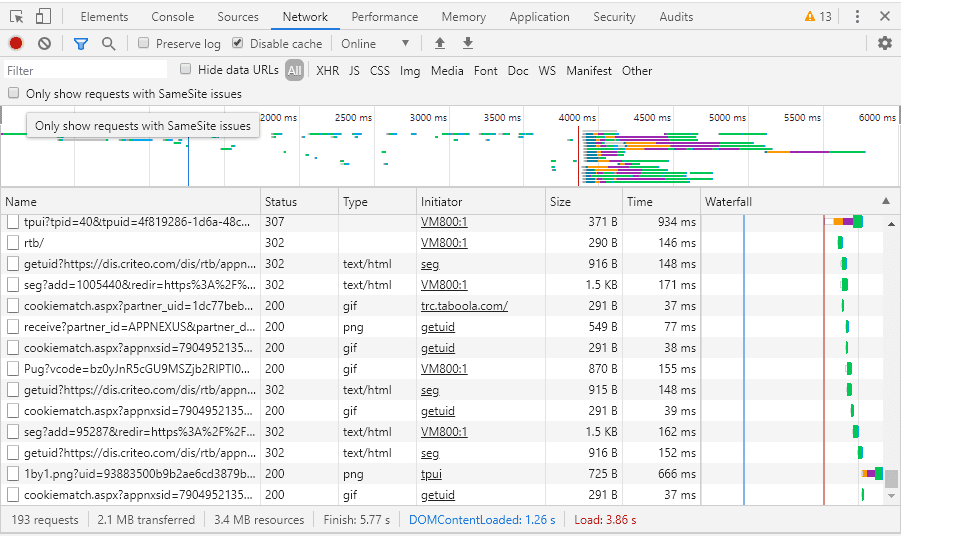 Elements Console Sources Network Performance Memory Application Security Audits 13
Preserve log Disable cache Online
Filter Hide data URLs All XHR JS CSS Img Media Font Doc WS Manifest Other
Only show requests with SameSite issues
2000 ms 2500 ms 3000 ms 3500 ms 4000 ms 4500 ms 5000 ms 5500 ms 6000 ms
Only show requests with SameSite issues
Name Status Type Initiator Size Time Waterfall
tpui?tpid=40&tpuid=4f819286-1d6a-48c... 307 VM800:1 371 B 934 ms
rtb/ 302 VM800:1 290 B 146 ms
getuid?https://dis.criteo.com/dis/rtb/appn... 302 text/html seg 916 B 148 ms
seg?add=1005440&redir=https%3A%2F%... 302 text/html VM800:1 1.5 KB 171 ms
cookiematch.aspx?partner_uid=1dc77beb... 200 gif trc.taboola.com/ 291 B 37 ms
receive?partner_id=APPNEXUS&partner_d... 200 png getuid 549 B 77 ms
cookiematch.aspx?appnxsid=7904952135... 200 gif getuid 291 B 38 ms
Pug?vcode=bz0yJnR5cGU9MSZjb2RlPTI0... 200 gif VM800:1 870 B 155 ms
getuid?https://dis.criteo.com/dis/rtb/appn... 302 text/html seg 915 B 148 ms
cookiematch.aspx?appnxsid=7904952135... 200 gif getuid 291 B 39 ms
seg?add=95287&redir=https%3A%2F%2F... 302 text/html VM800:1 1.5 KB 162 ms
getuid?https://dis.criteo.com/dis/rtb/appn... 302 text/html seg 916 B 152 ms
1by1.png?uid=93883500b9b2ae6cd3879b... 200 png tpui 725 B 666 ms
cookiematch.aspx?appnxsid=7904952135... 200 gif getuid 291 B 37 ms
193 requests 2.1 MB transferred 3.4 MB resources Finish: 5.77 s DOMContentLoaded: 1.26 s Load: 3.86 s